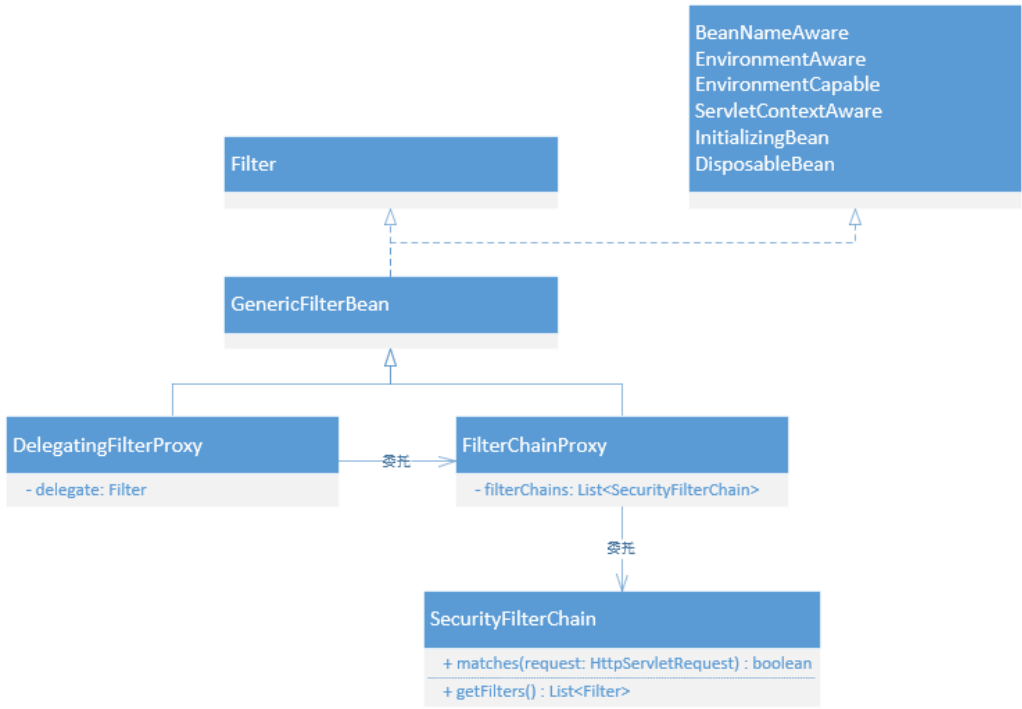 BeanNameAware
EnvironmentAware
EnvironmentCapable
ServletContextAware
InitializingBean
DisposableBean
Filter
GenericFilterBean
DelegatingFilterProxy
- delegate: Filter
委托
FilterChainProxy
- filterChains: List<SecurityFilterChain>
委托
SecurityFilterChain
+ matches(request: HttpServletRequest) : boolean
+ getFilters() : List<Filter>